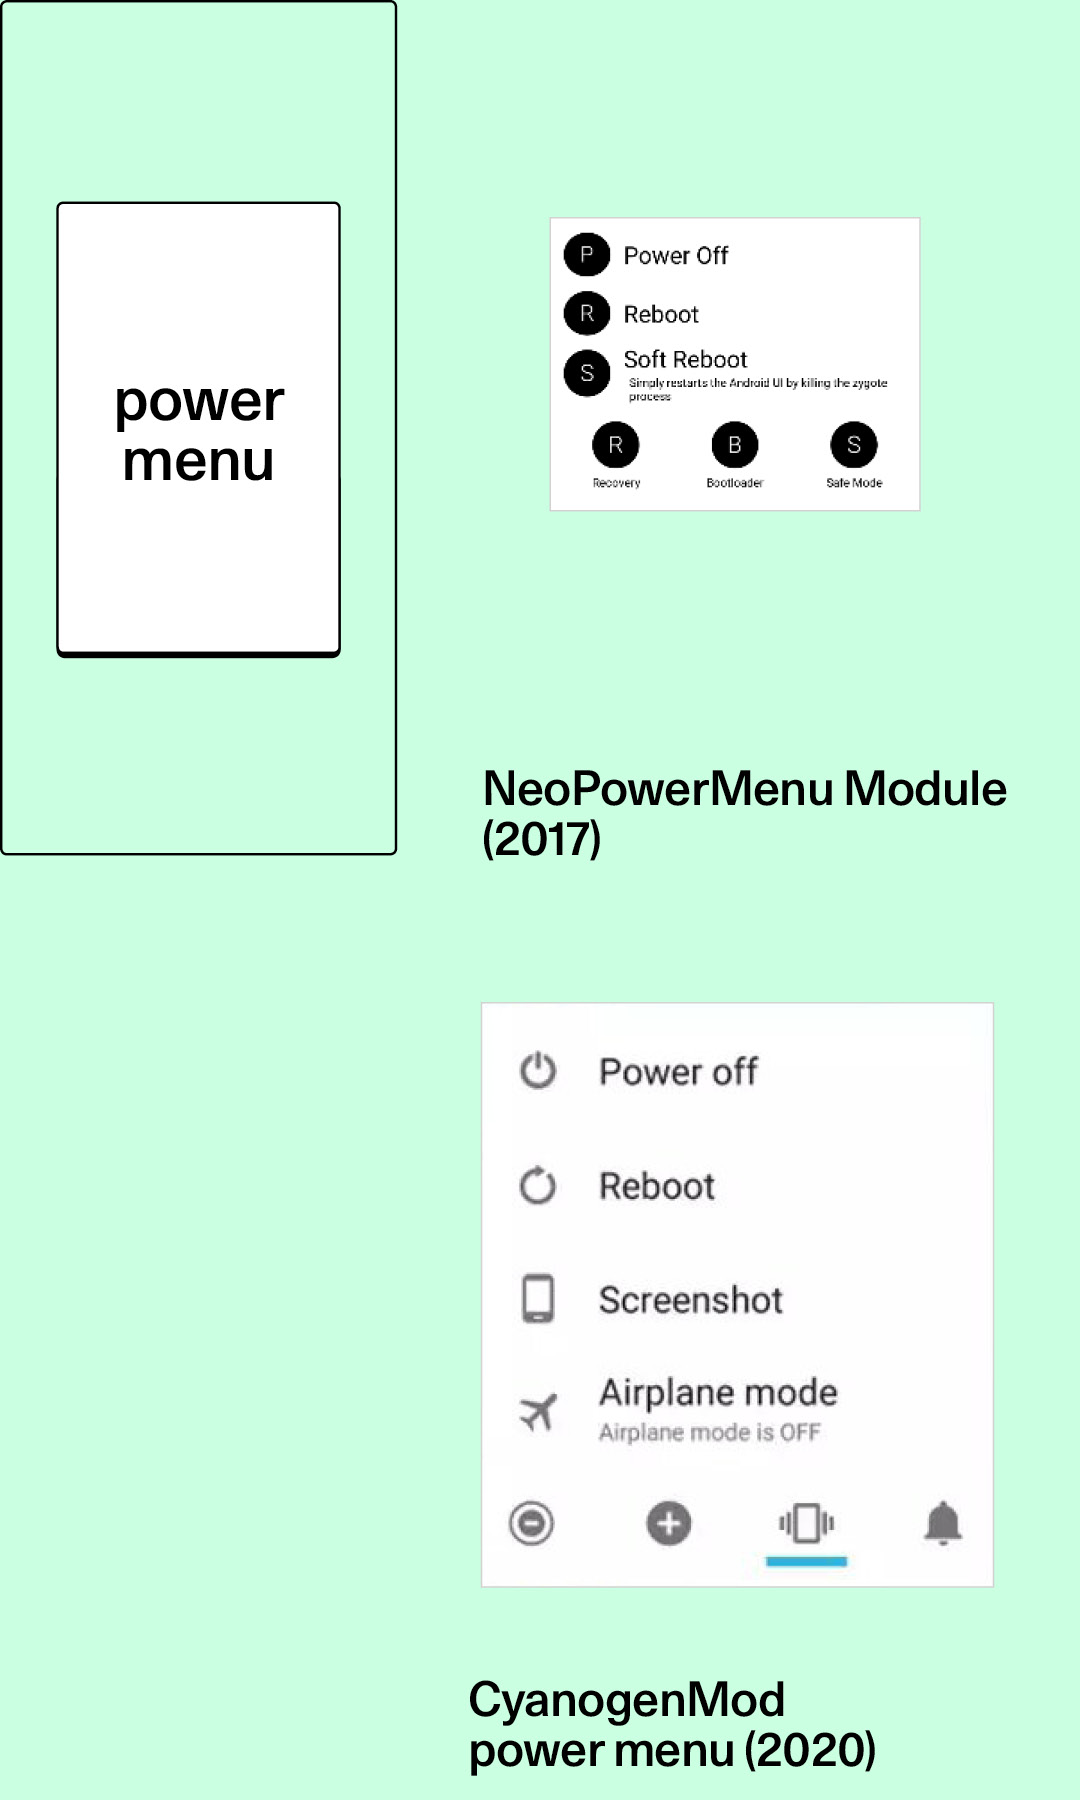 power
menu
P Power Off
R Reboot
S Soft Reboot
Simply restarts the Android UI by killing the zygote
process
R B S
Recovery Bootloader Safe Mode
NeoPowerMenu Module
(2017)
Power off
Reboot
Screenshot
Airplane mode
Airplane mode is OFF
CyanogenMod
power menu (2020)